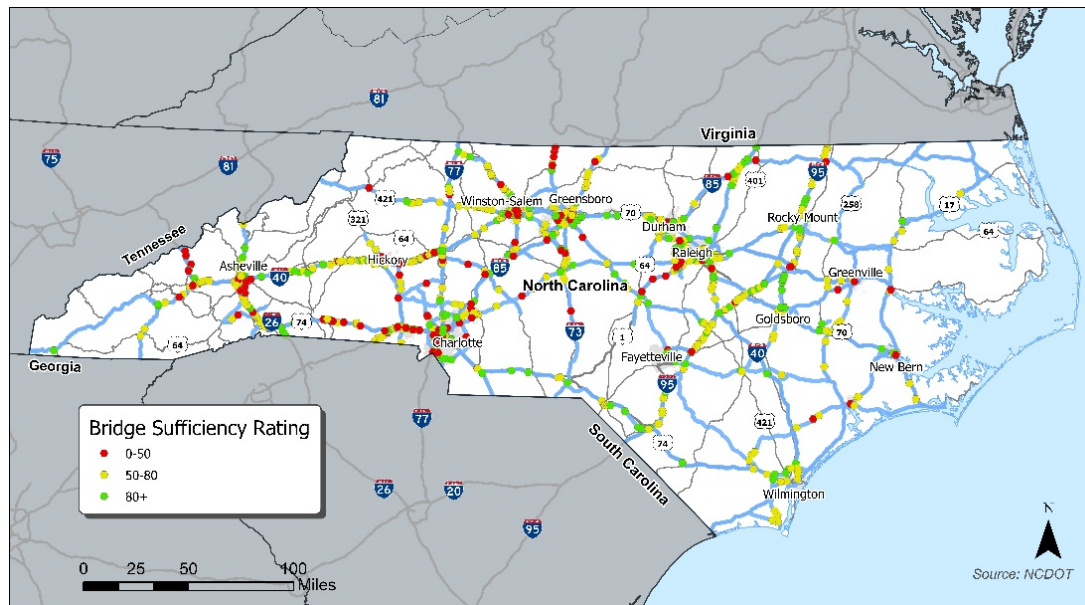 81
Virginia
75
81
77
85
401
95
421
Winston-Salem
Greensboro
70
258
17
321
Durham
Rocky Mount
Tennessee
64
64
Raleigh
Asheville
Hickory
85
64
Greenville
40
North Carolina
26
74
Goldsboro
73
1
70
64
Charlotte
Fayetteville
40
Georgia
95
New Bern
77
421
Bridge Sufficiency Rating
0-50
50-80
80+
South Carolina
74
26
20
Wilmington
95
N
0 50 100
Miles
Source: NCDOT